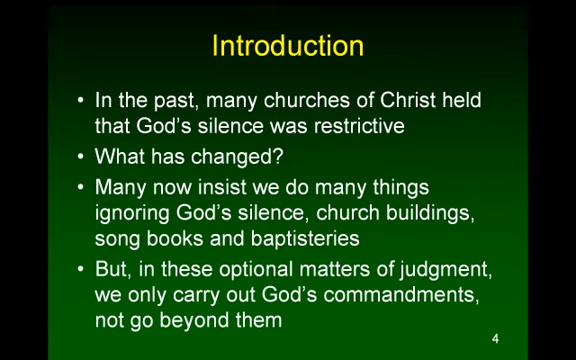 Introduction
• In the past, many churches of Christ held
that God's silence was restrictive
• What has changed?
• Many now insist we do many things
ignoring God's silence, church buildings,
song books and baptisteries
• But, in these optional matters of judgment,
we only carry out God's commandments,
not go beyond them
4